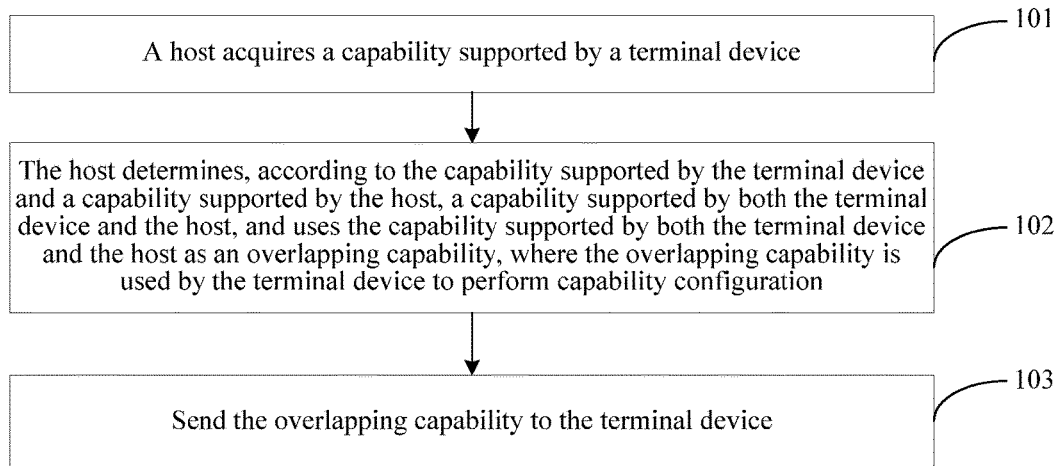 A host acquires a capability supported by a terminal device
101
The host determines, according to the capability supported by the terminal device
and a capability supported by the host, a capability supported by both the terminal
device and the host, and uses the capability supported by both the terminal device
and the host as an overlapping capability, where the overlapping capability is
used by the terminal device to perform capability configuration
102
Send the overlapping capability to the terminal device
103